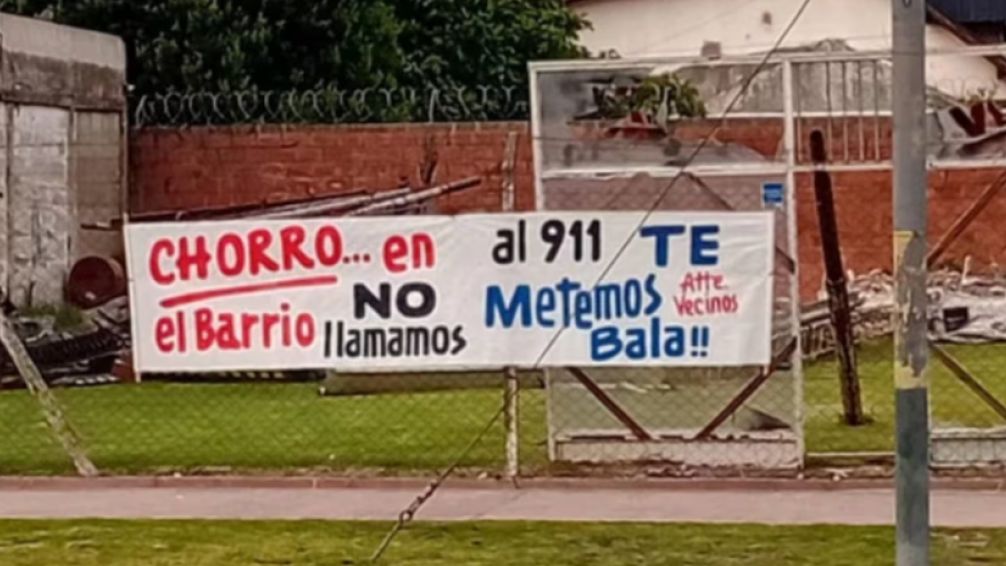 CHORRO... en
el Barrio
NO
llamamos
al 911
TE
Metemos
Bala!!
Atte.
Vecinos